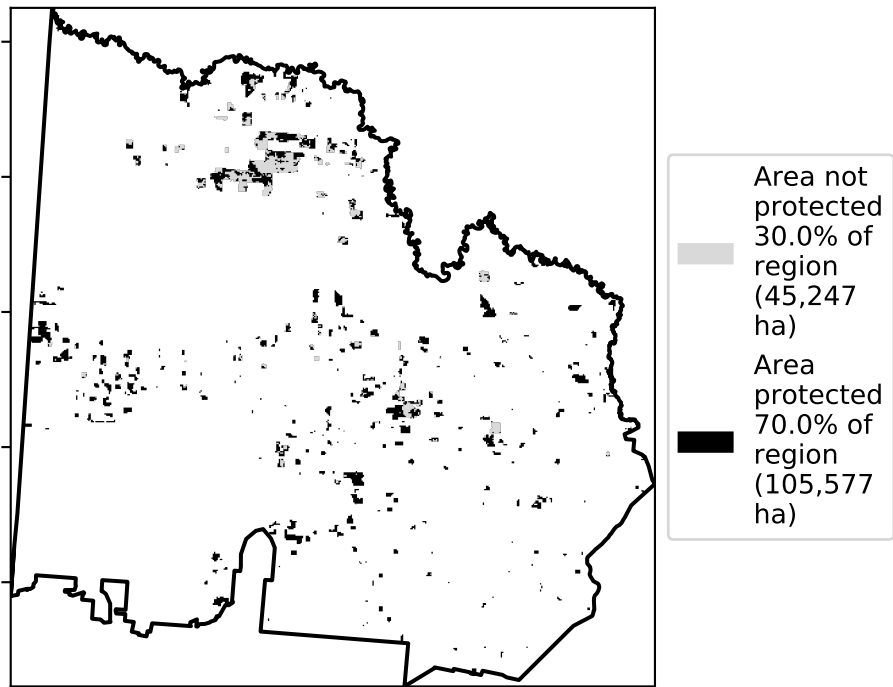 Area not
protected
30.0% of
region
(45,247
ha)
Area
protected
70.0% of
region
(105,577
ha)